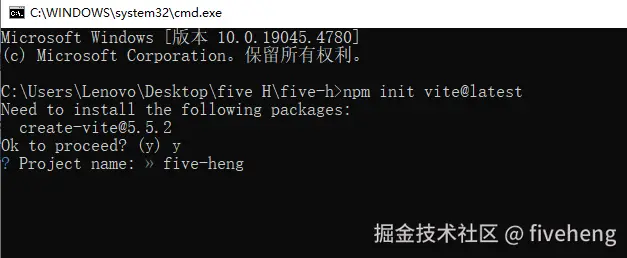 C:\WINDOWS\system32\cmd.exe
Microsoft Windows [版本 10.0.19045.4780]
(c) Microsoft Corporation。保留所有权利。
C:\Users\Lenovo\Desktop\five H\five-h>npm init vite@latest
Need to install the following packages:
create-vite@5.5.2
Ok to proceed? (y) y
? Project name: » five-heng
掘金技术社区 @ fiveheng